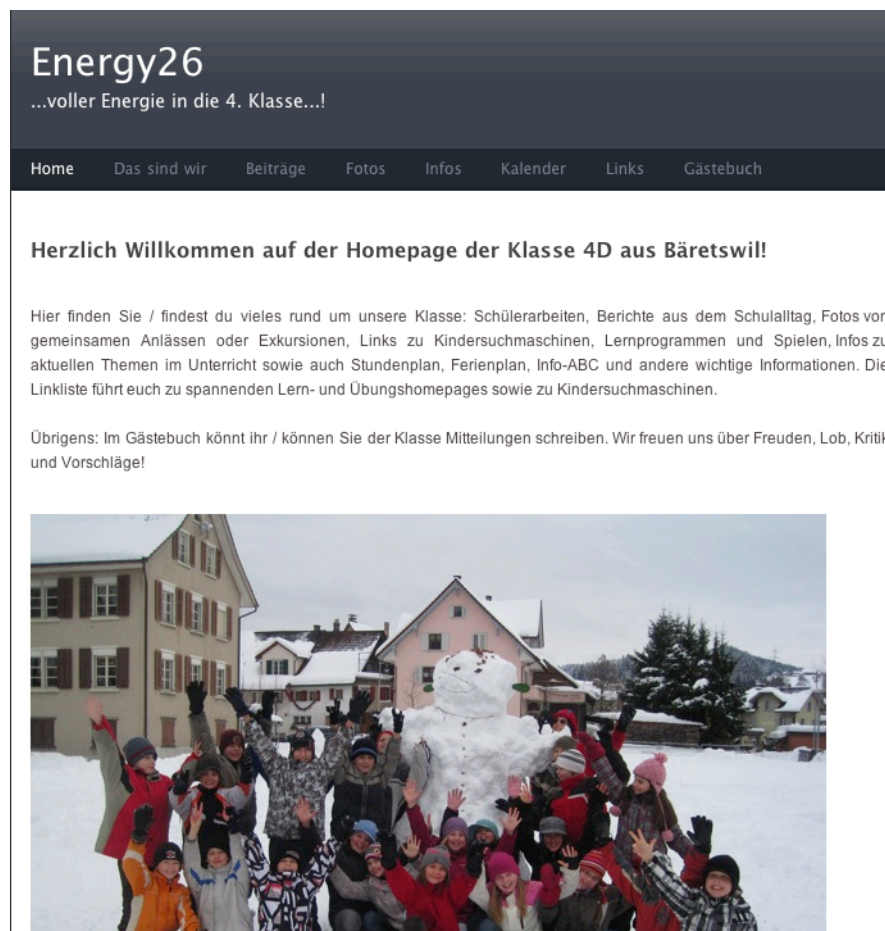 Energy26
...voller Energie in die 4. Klasse...!
Home Das sind wir Beiträge Fotos Infos Kalender Links Gästebuch
Herzlich Willkommen auf der Homepage der Klasse 4D aus Bäretswil!
Hier finden Sie / findest du vieles rund um unsere Klasse: Schülerarbeiten, Berichte aus dem Schulalltag, Fotos von
gemeinsamen Anlässen oder Exkursionen, Links zu Kindersuchmaschinen, Lernprogrammen und Spielen, Infos zu
aktuellen Themen im Unterricht sowie auch Stundenplan, Ferienplan, Info-ABC und andere wichtige Informationen. Die
Linkliste führt euch zu spannenden Lern- und Übungshomepages sowie zu Kindersuchmaschinen.
Übrigens: Im Gästebuch könnt ihr / können Sie der Klasse Mitteilungen schreiben. Wir freuen uns über Freuden, Lob, Kritik
und Vorschläge!